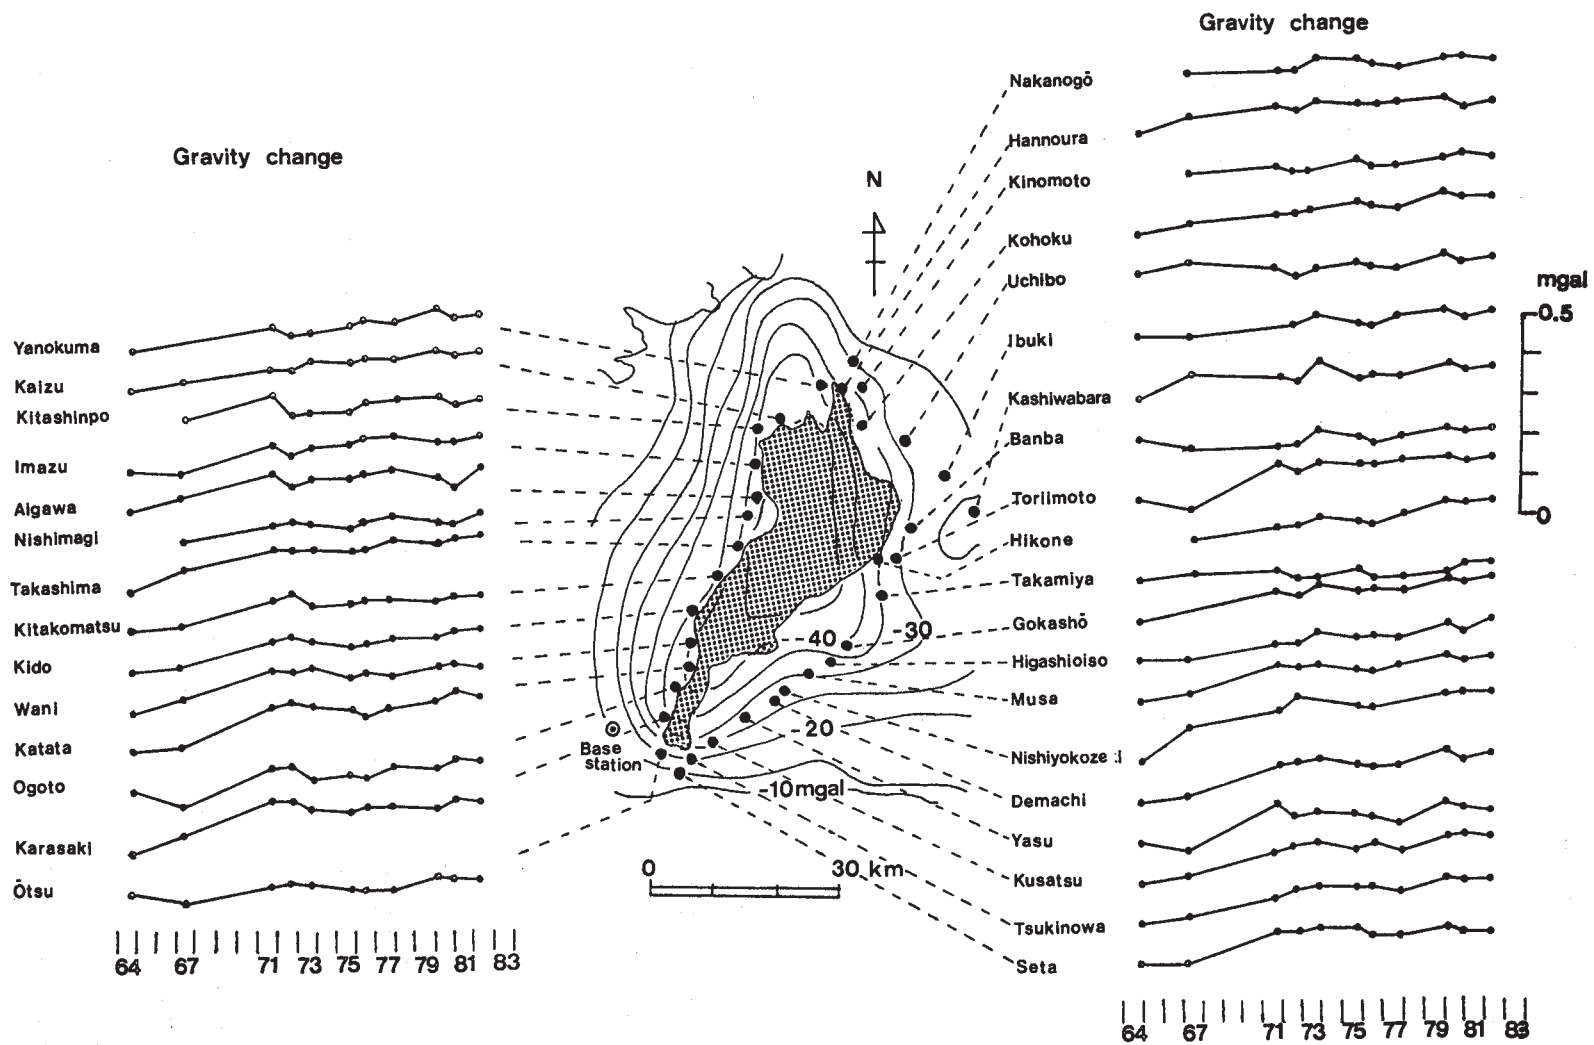 Gravity change
Gravity change
Yanokuma
Kaizu
Kitashinpo
Imazu
Aigawa
Nishimagi
Takashima
Kitakomatsu
Kido
Wani
Katata
Ogoto
Karasaki
Ōtsu
64 67 71 73 75 77 79 81 83
N
-40
-30
-20
-10mgal
Base
station
0 30 km
Nakanogō
Hannoura
Kinomoto
Kohoku
Uchibo
Ibuki
Kashiwabara
Banba
Toriimoto
Hikone
Takamiya
Gokashō
Higashioiso
Musa
Demachi
Yasu
Kusatsu
Tsukinowa
Seta
mgal
0.5
0
64 67 71 73 75 77 79 81 83